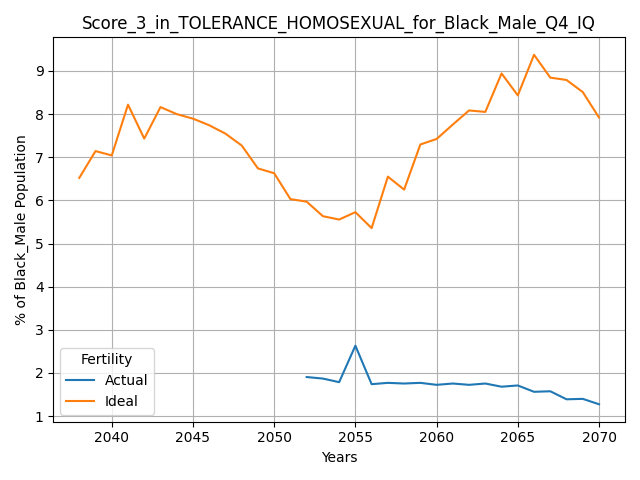 Score_3_in_TOLERANCE_HOMOSEXUAL_for_Black_Male_Q4_IQ
% of Black_Male Population
9
8
7
6
5
4
3
2
1
Fertility
Actual
Ideal
2040 2045 2050 2055 2060 2065 2070
Years